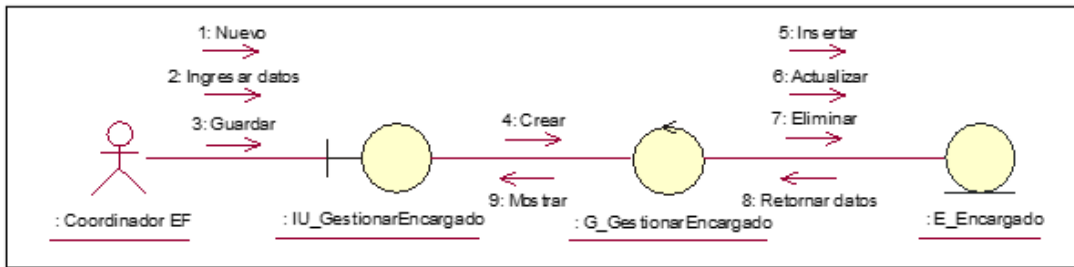 1: Nuevo
2: Ingresar datos
3: Guardar
4: Crear
5: Insertar
6: Actualizar
7: Eliminar
8: Retornar datos
9: Mostrar
: Coordinador EF
: IU_GestionarEncargado
: G_GestionarEncargado
: E_Encargado